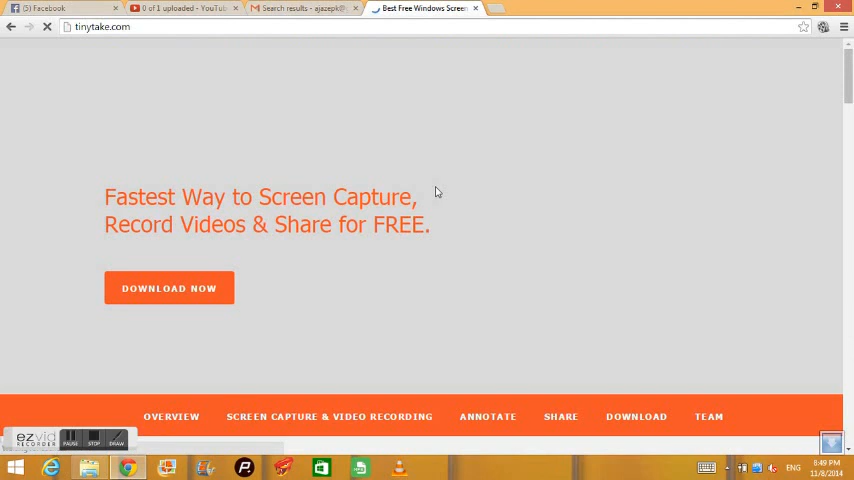 (5) Facebook
0 of 1 uploaded - YouTu
Search results - ajazepk@
Best Free Windows Screen
tinytake.com
Fastest Way to Screen Capture,
Record Videos & Share for FREE.
DOWNLOAD NOW
OVERVIEW
SCREEN CAPTURE & VIDEO RECORDING
ANNOTATE
SHARE
DOWNLOAD
TEAM
ezvid
RECORDER
PAUSE
STOP
DRAW
ENG
8:49 PM
11/8/2014